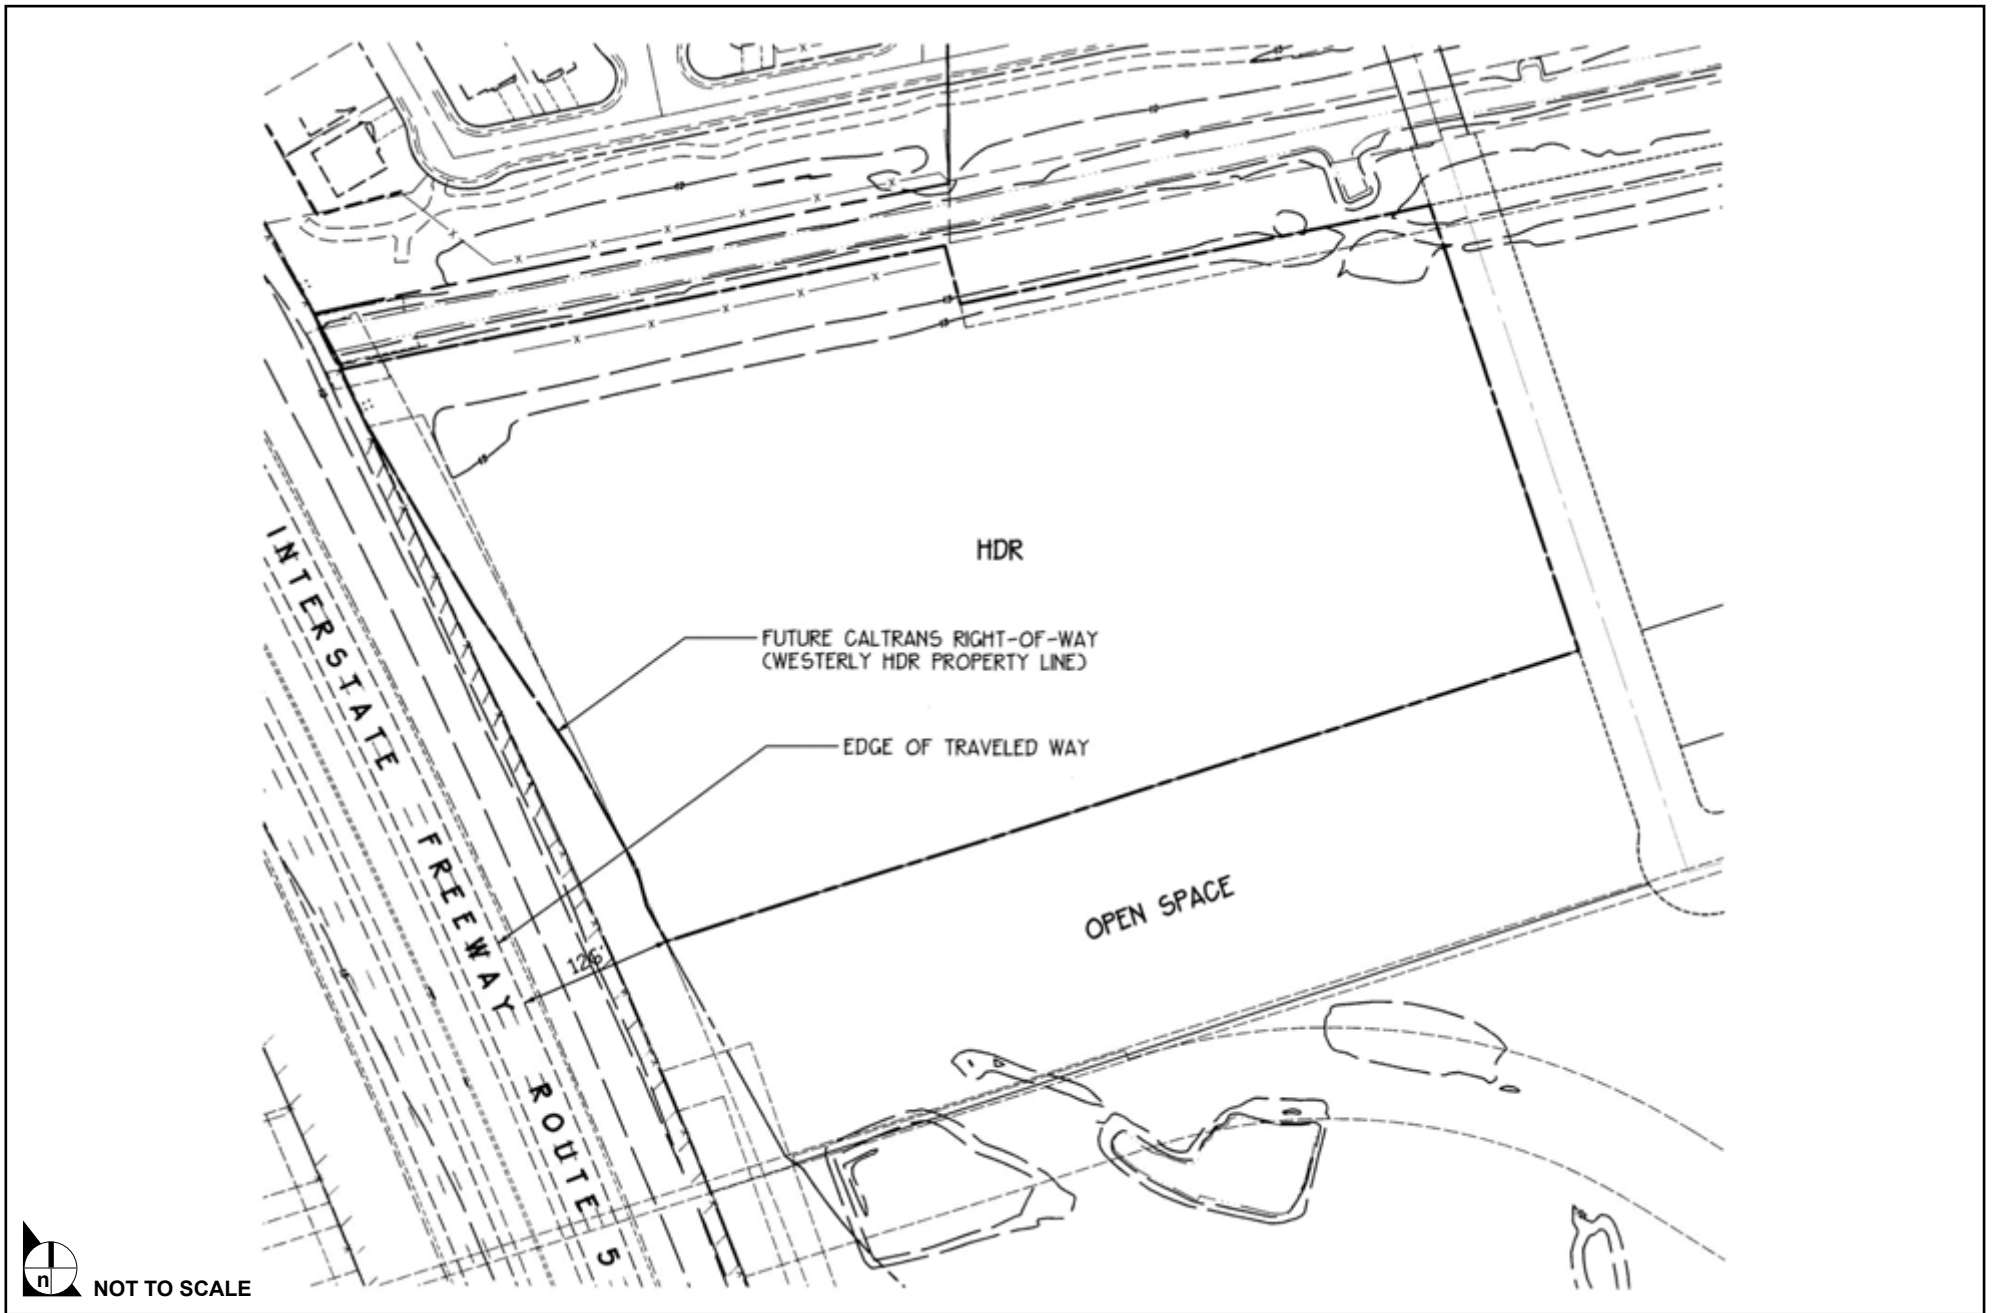 HDR
FUTURE CALTRANS RIGHT-OF-WAY
(WESTERLY HDR PROPERTY LINE)
EDGE OF TRAVELED WAY
OPEN SPACE
126'
INTERSTATE FREEWAY ROUTE 5
n
NOT TO SCALE